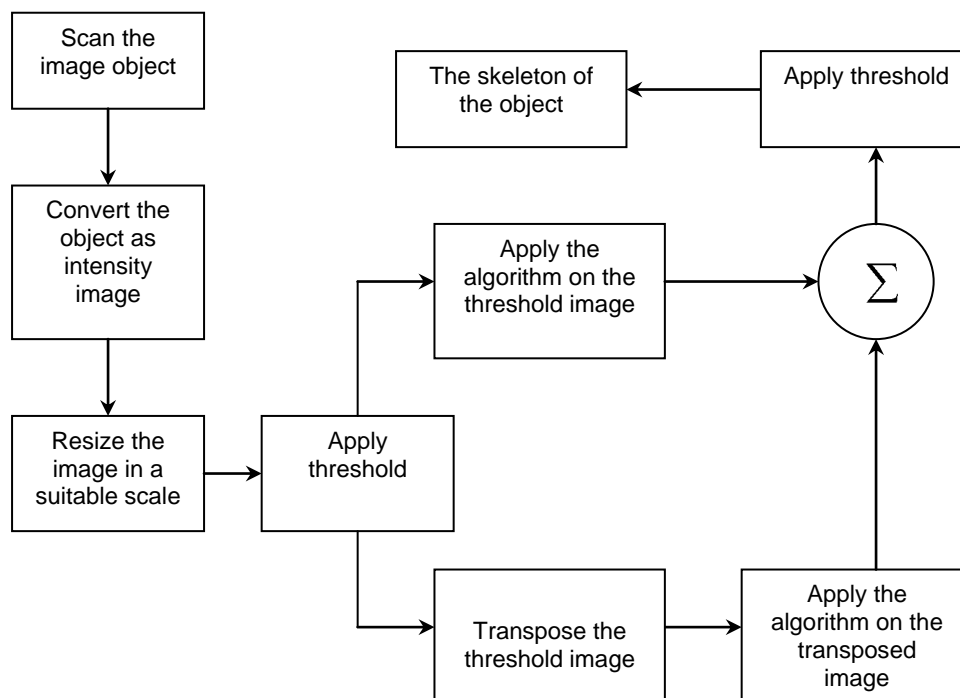 Scan the
image object
Convert the
object as
intensity
image
Resize the
image in a
suitable scale
Apply
threshold
Apply the
algorithm on the
threshold image
Transpose the
threshold image
Apply the
algorithm on the
transposed
image
Σ
Apply threshold
The skeleton of
the object